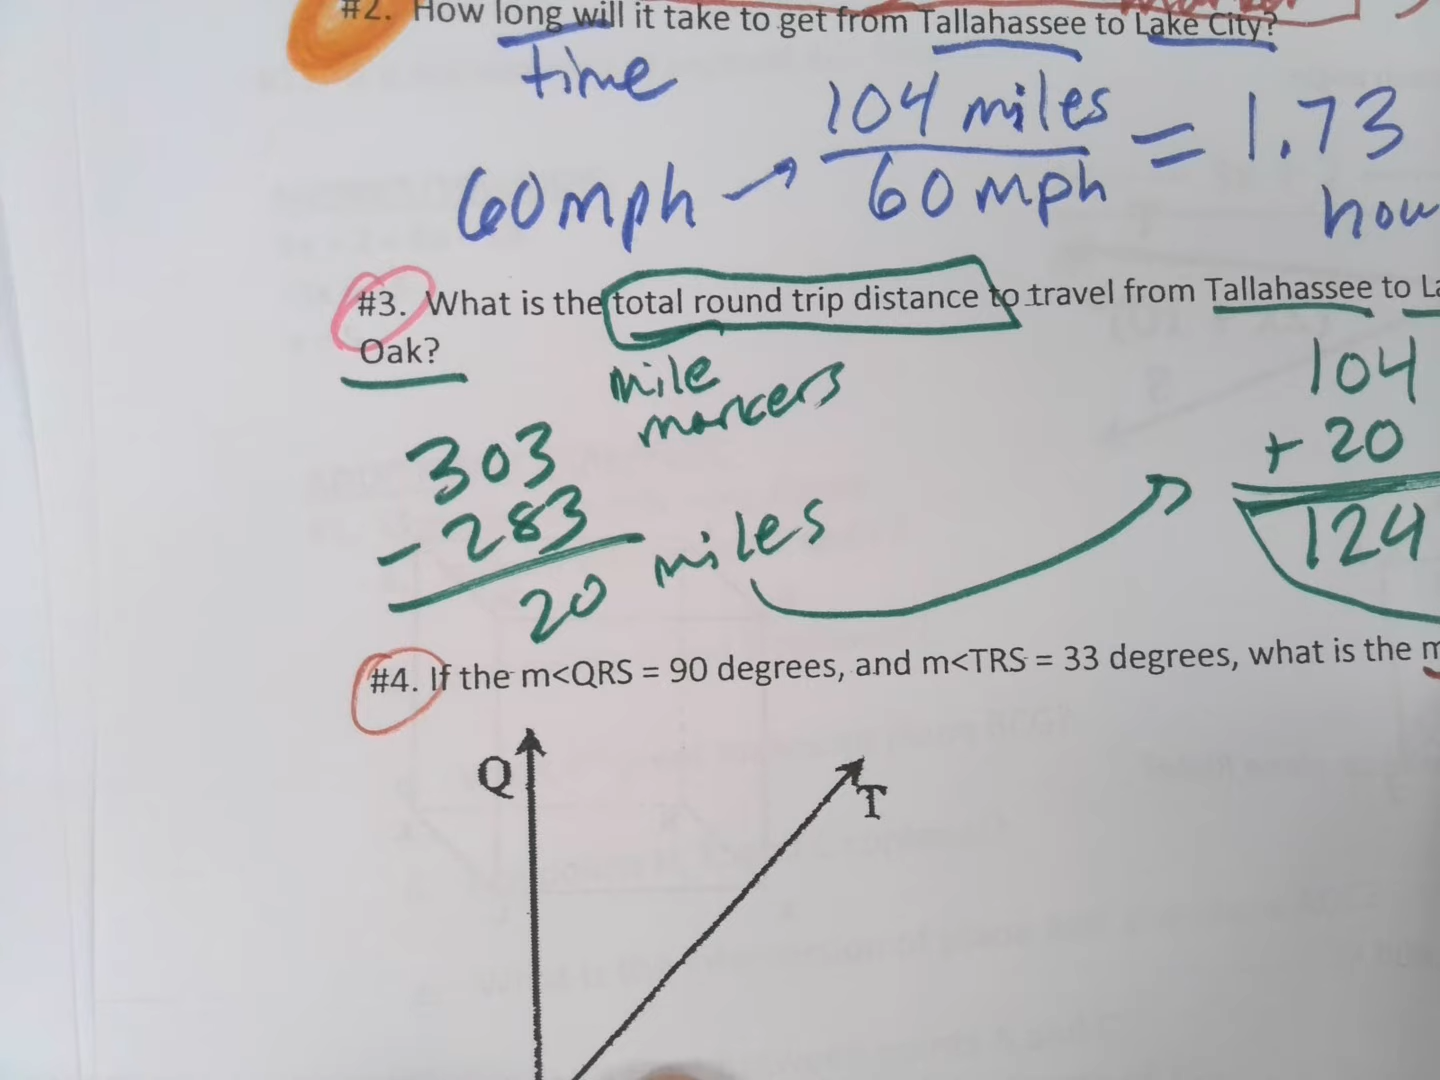 #2. How long will it take to get from Tallahassee to Lake City?
time
104 miles
60 mph → 60 mph = 1.73
#3. What is the total round trip distance to travel from Tallahassee to
Oak?
mile
markers
303
- 283
20 miles
104
+ 20
124
#4. If the m<QRS = 90 degrees, and m<TRS = 33 degrees, what is the
Q
T